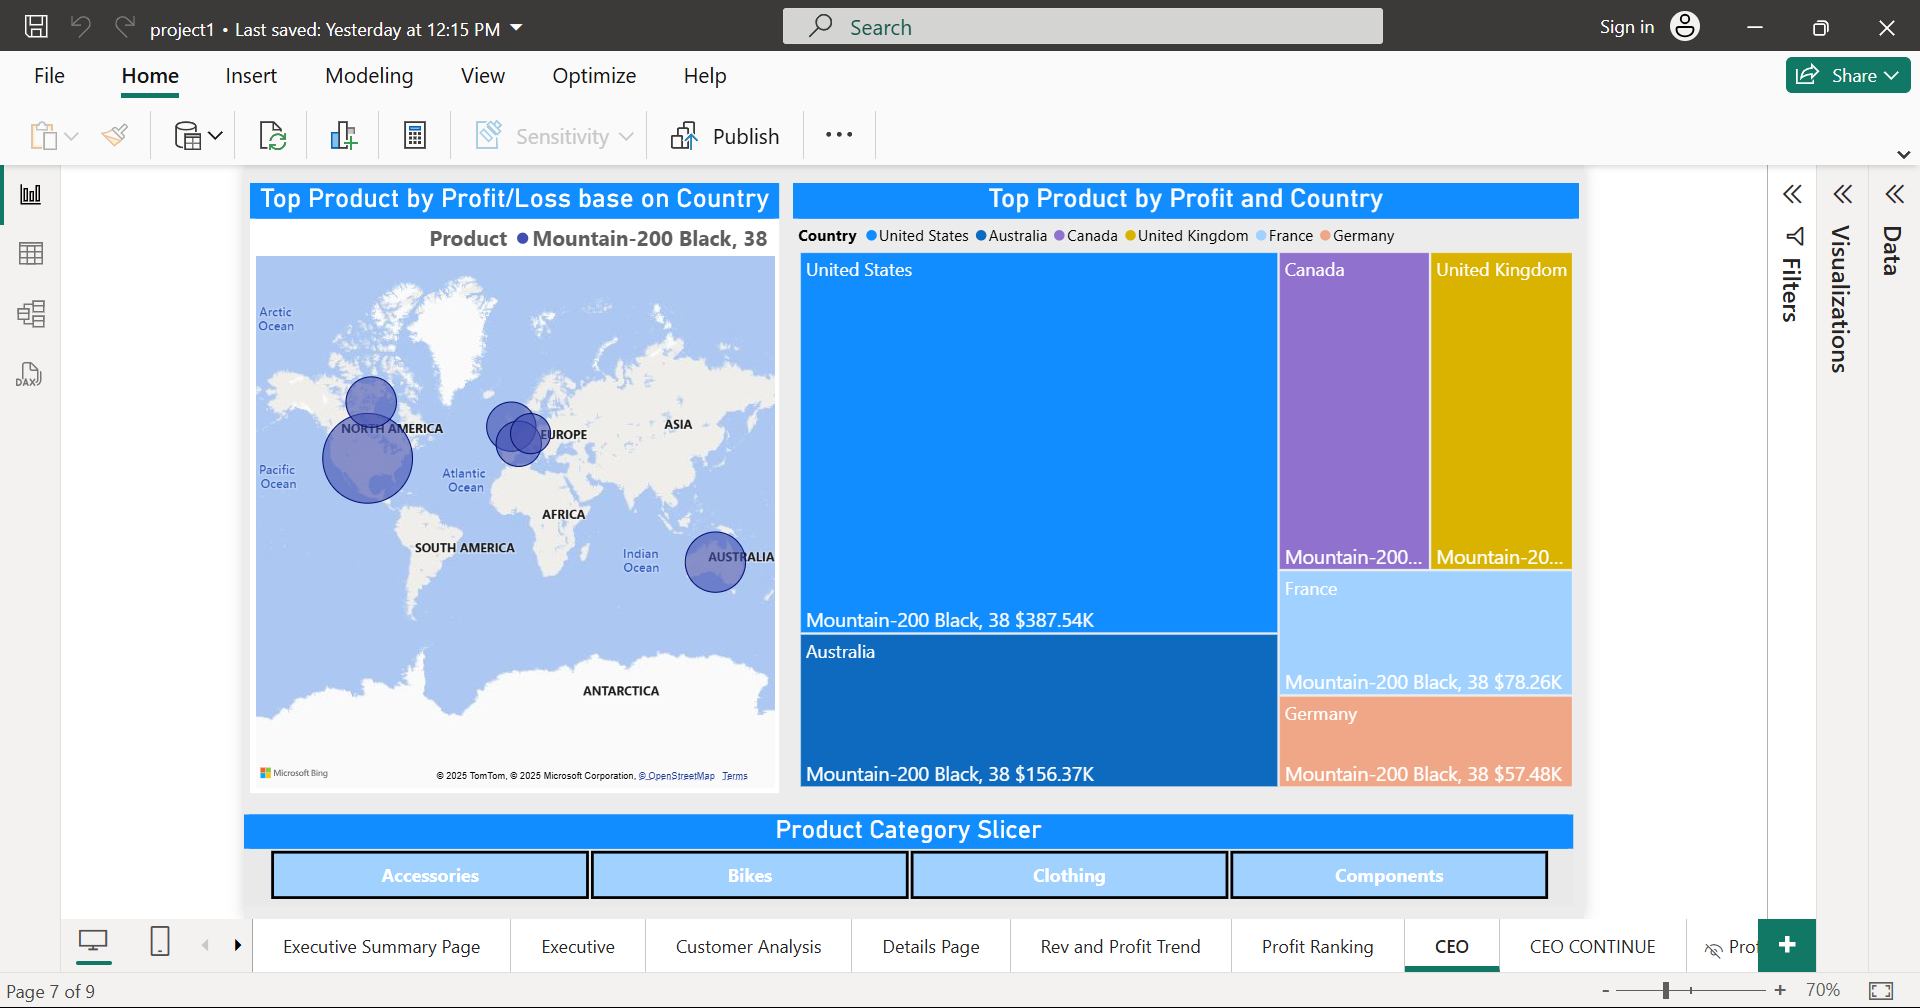 project1 • Last saved: Yesterday at 12:15 PM
Search
Sign in
File Home Insert Modeling View Optimize Help
Share
Sensitivity
Publish
DAX
Top Product by Profit/Loss base on Country
Product Mountain-200 Black, 38
Arctic
Ocean
NORTH AMERICA
EUROPE
ASIA
Pacific
Ocean
Atlantic
Ocean
AFRICA
SOUTH AMERICA
Indian
Ocean
AUSTRALIA
ANTARCTICA
Microsoft Bing
© 2025 TomTom, © 2025 Microsoft Corporation, © OpenStreetMap Terms
Top Product by Profit and Country
Country United States Australia Canada United Kingdom France Germany
United States
Mountain-200 Black, 38 $387.54K
Australia
Mountain-200 Black, 38 $156.37K
Canada
Mountain-200...
United Kingdom
Mountain-20...
France
Mountain-200 Black, 38 $78.26K
Germany
Mountain-200 Black, 38 $57.48K
Product Category Slicer
Accessories Bikes Clothing Components
Filters
Visualizations
Data
Executive Summary Page Executive Customer Analysis Details Page Rev and Profit Trend Profit Ranking CEO CEO CONTINUE Prof
Page 7 of 9
- + 70%